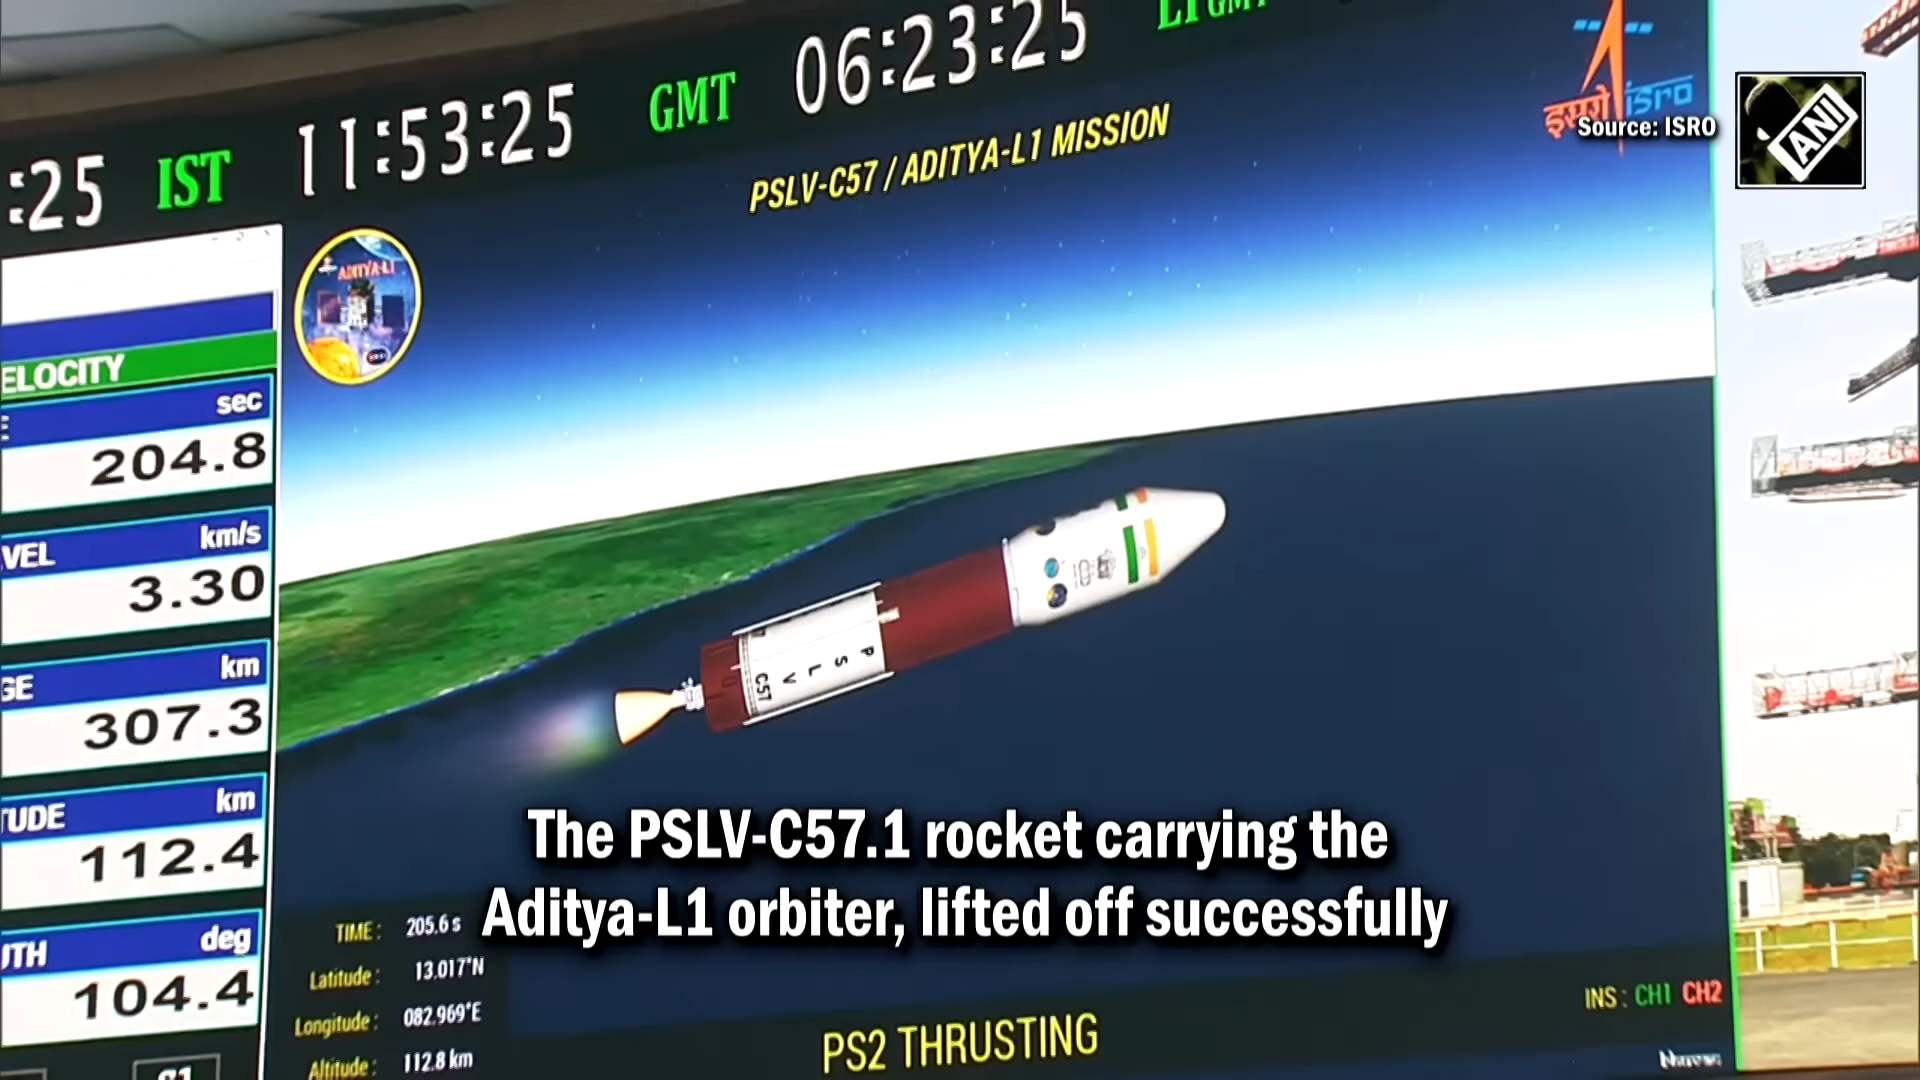 :25 IST 11:53:25 GMT 06:23:25
PSLV-C57 / ADITYA-L1 MISSION
इसरो isro
Source: ISRO
ANI
ADITYA-L1
ELOCITY
sec
204.8
VEL km/s
3.30
GE km
307.3
TUDE km
112.4
UTH deg
104.4
P S L V
C57
The PSLV-C57.1 rocket carrying the
Aditya-L1 orbiter, lifted off successfully
TIME : 205.6 s
Latitude : 13.017°N
Longitude : 082.969°E
Altitude : 112.8 km
PS2 THRUSTING
INS : CH1 CH2